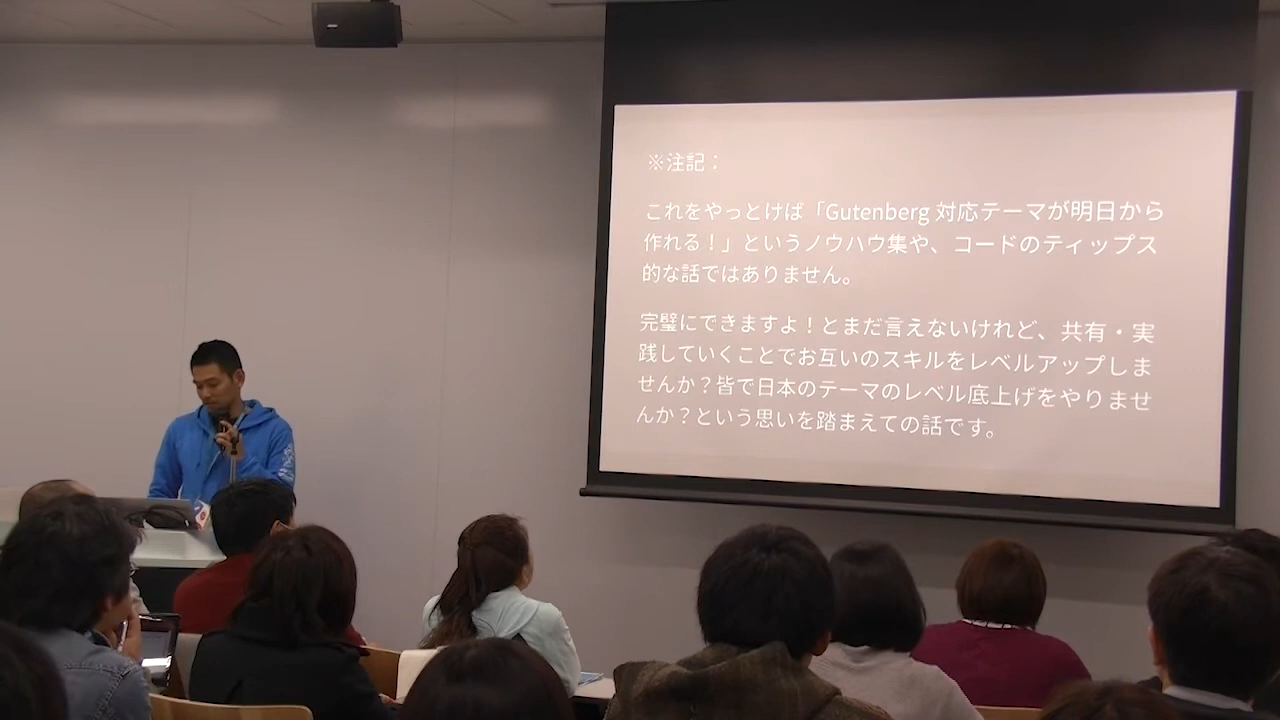 ※注記：
これをやっとけば「Gutenberg 対応テーマが明日から
作れる！」というノウハウ集や、コードのティップス
的な話ではありません。
完璧にできますよ！とまだ言えないけれど、共有・実
践していくことでお互いのスキルをレベルアップしま
せんか？皆で日本のテーマのレベル底上げをやりませ
んか？という思いを踏まえての話です。